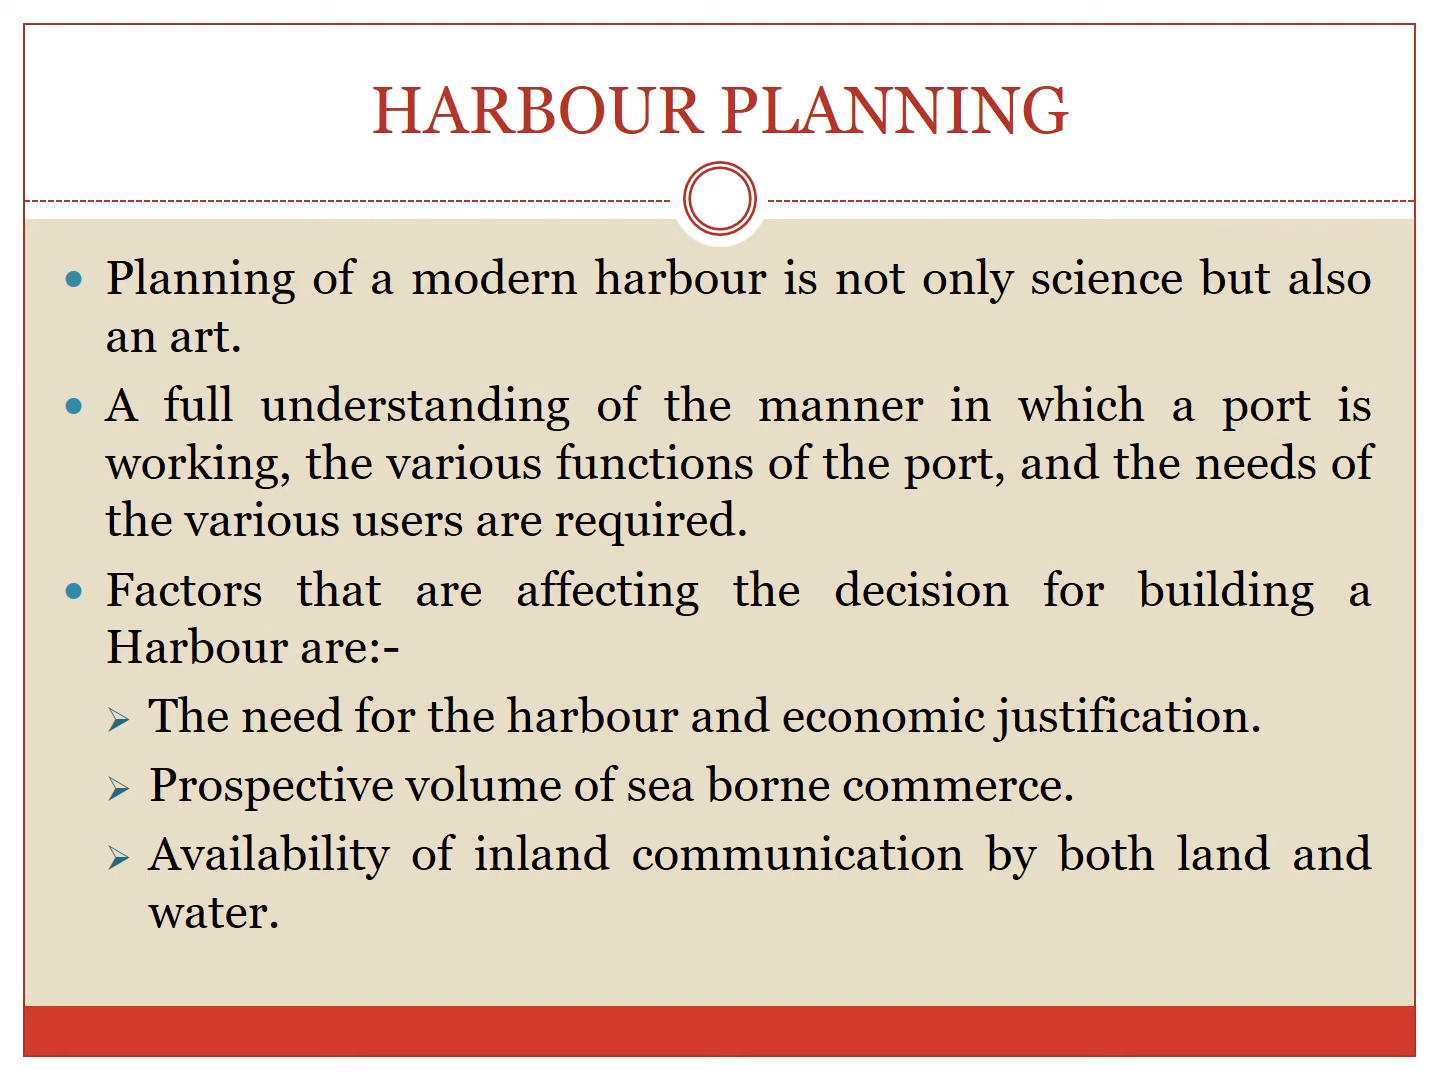 HARBOUR PLANNING
• Planning of a modern harbour is not only science but also
an art.
• A full understanding of the manner in which a port is
working, the various functions of the port, and the needs of
the various users are required.
• Factors that are affecting the decision for building a
Harbour are:-
➢ The need for the harbour and economic justification.
➢ Prospective volume of sea borne commerce.
➢ Availability of inland communication by both land and
water.